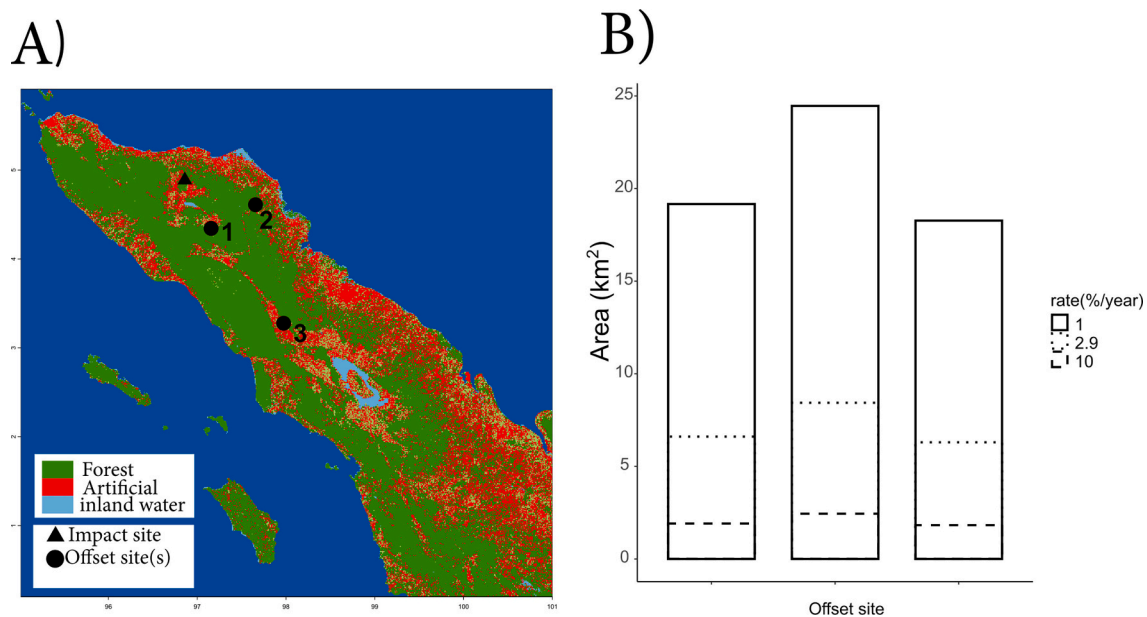 A)
5
4
3
2
1
96
97
98
99
100
101
1
2
3
Forest
Artificial
inland water
Impact site
Offset site(s)
B)
Area (km²)
25
20
15
10
5
0
Offset site
rate(%/year)
1
2.9
10